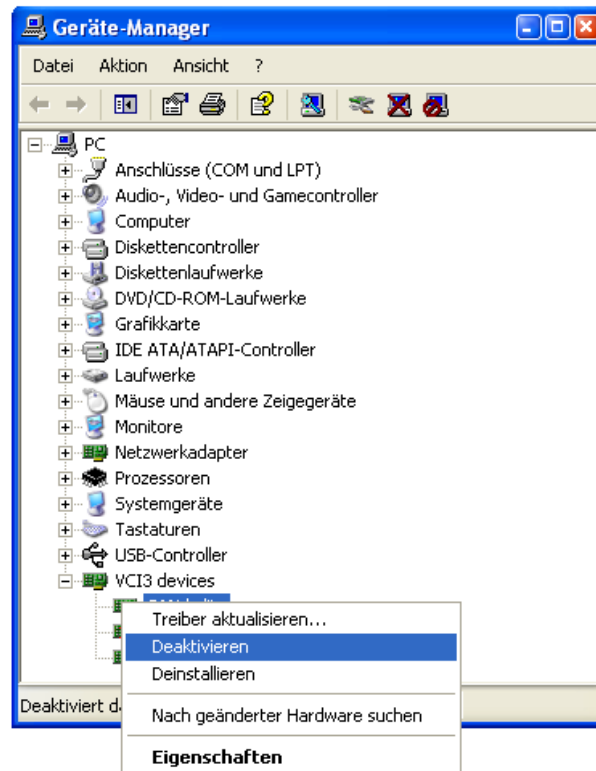 Geräte-Manager
Datei Aktion Ansicht ?
PC
Anschlüsse (COM und LPT)
Audio-, Video- und Gamecontroller
Computer
Diskettencontroller
Diskettenlaufwerke
DVD/CD-ROM-Laufwerke
Grafikkarte
IDE ATA/ATAPI-Controller
Laufwerke
Mäuse und andere Zeigegeräte
Monitore
Netzwerkadapter
Prozessoren
Systemgeräte
Tastaturen
USB-Controller
VCI3 devices
Treiber aktualisieren...
Deaktivieren
Deinstallieren
Nach geänderter Hardware suchen
Eigenschaften
Deaktiviert